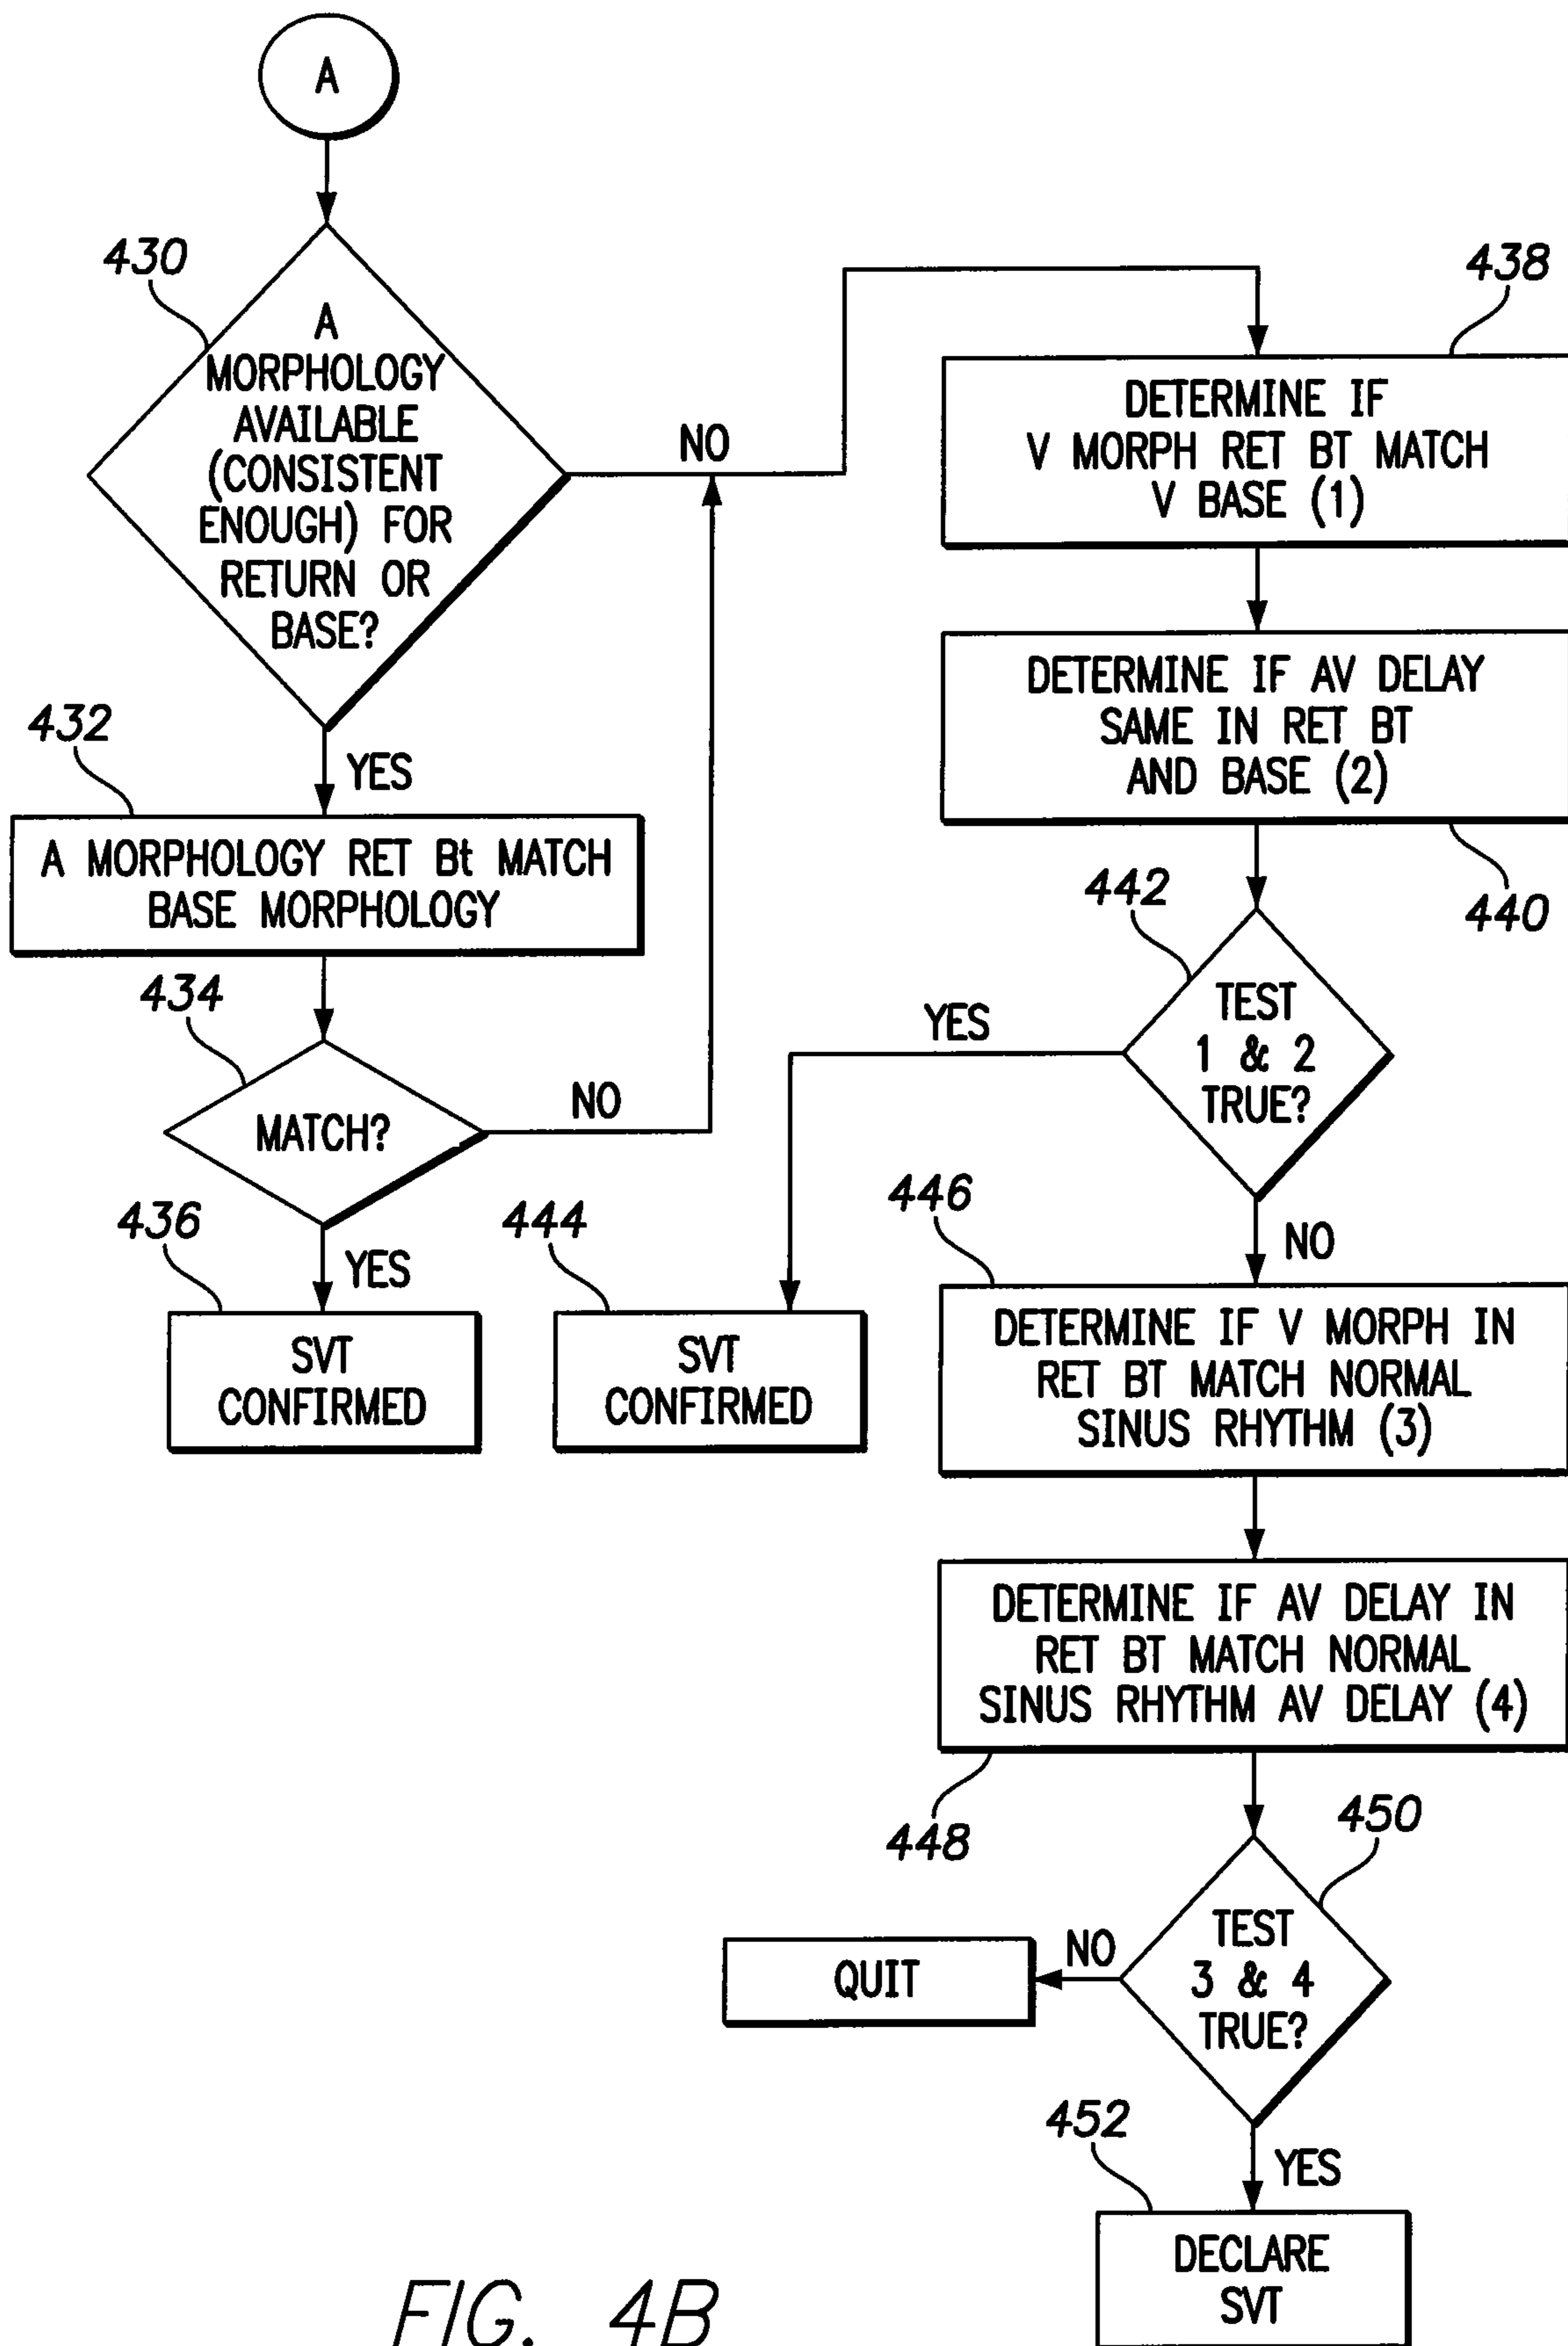 A
430
A
MORPHOLOGY
AVAILABLE
(CONSISTENT
ENOUGH) FOR
RETURN OR
BASE?
NO
YES
432
A MORPHOLOGY RET Bt MATCH
BASE MORPHOLOGY
434
MATCH?
NO
YES
436
SVT
CONFIRMED
438
DETERMINE IF
V MORPH RET BT MATCH
V BASE (1)
DETERMINE IF AV DELAY
SAME IN RET BT
AND BASE (2)
440
442
TEST
1 & 2
TRUE?
YES
444
SVT
CONFIRMED
NO
446
DETERMINE IF V MORPH IN
RET BT MATCH NORMAL
SINUS RHYTHM (3)
DETERMINE IF AV DELAY IN
RET BT MATCH NORMAL
SINUS RHYTHM AV DELAY (4)
448
450
TEST
3 & 4
TRUE?
NO
QUIT
YES
452
DECLARE
SVT
FIG. 4B